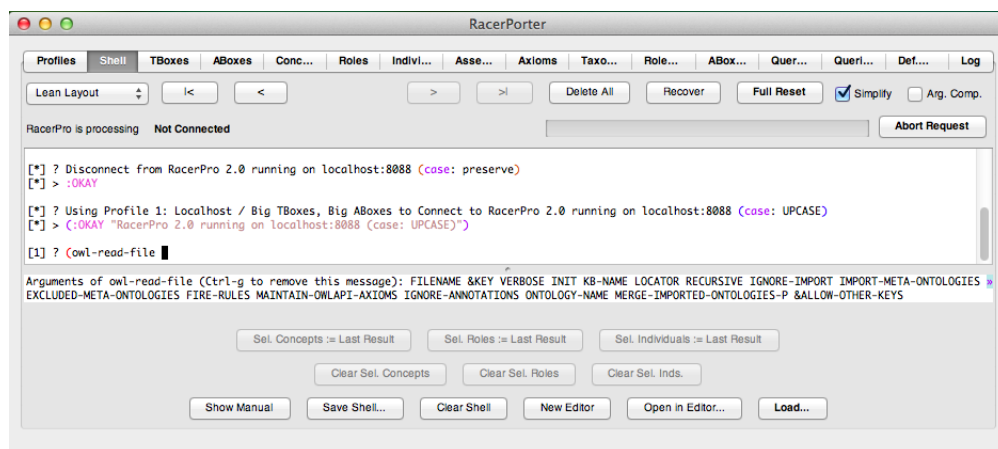 RacerPorter
Profiles Shell TBoxes ABoxes Conc... Roles Indivi... Asse... Axioms Taxo... Role... ABox... Quer... Queri... Def.... Log
Lean Layout |< < > >| Delete All Recover Full Reset Simplify Arg. Comp.
RacerPro is processing Not Connected Abort Request
[*] ? Disconnect from RacerPro 2.0 running on localhost:8088 (case: preserve)
[*] > :OKAY
[*] ? Using Profile 1: Localhost / Big TBoxes, Big ABoxes to Connect to RacerPro 2.0 running on localhost:8088 (case: UPCASE)
[*] > (:OKAY "RacerPro 2.0 running on localhost:8088 (case: UPCASE)")
[1] ? (owl-read-file
Arguments of owl-read-file (Ctrl-g to remove this message): FILENAME &KEY VERBOSE INIT KB-NAME LOCATOR RECURSIVE IGNORE-IMPORT IMPORT-META-ONTOLOGIES »
EXCLUDED-META-ONTOLOGIES FIRE-RULES MAINTAIN-OWLAPI-AXIOMS IGNORE-ANNOTATIONS ONTOLOGY-NAME MERGE-IMPORTED-ONTOLOGIES-P &ALLOW-OTHER-KEYS
Sel. Concepts := Last Result Sel. Roles := Last Result Sel. Individuals := Last Result
Clear Sel. Concepts Clear Sel. Roles Clear Sel. Inds.
Show Manual Save Shell... Clear Shell New Editor Open in Editor... Load...